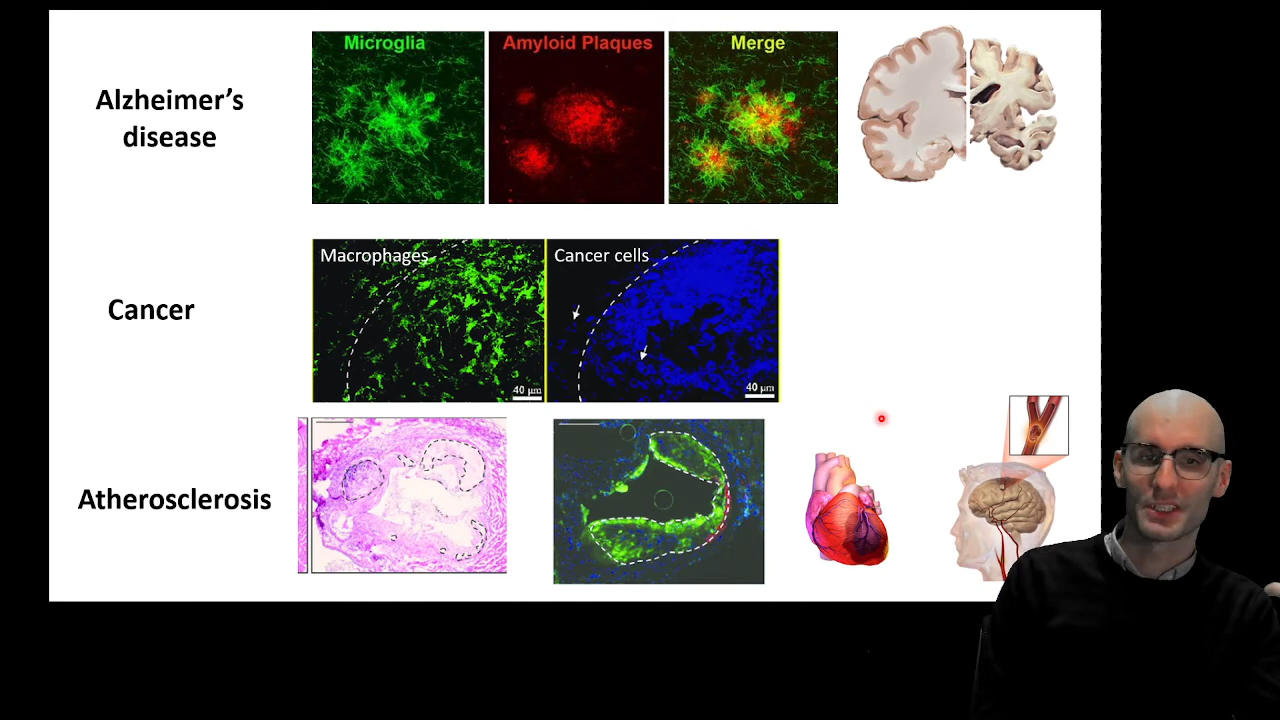 Microglia
Amyloid Plaques
Merge
Alzheimer's
disease
Macrophages
Cancer cells
Cancer
40 µm
40 µm
Atherosclerosis